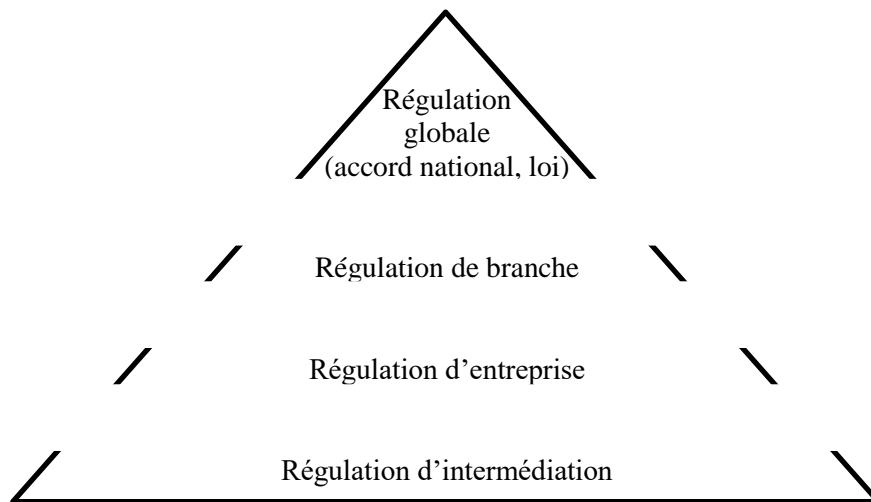 Régulation
globale
(accord national, loi)
Régulation de branche
Régulation d’entreprise
Régulation d’intermédiation